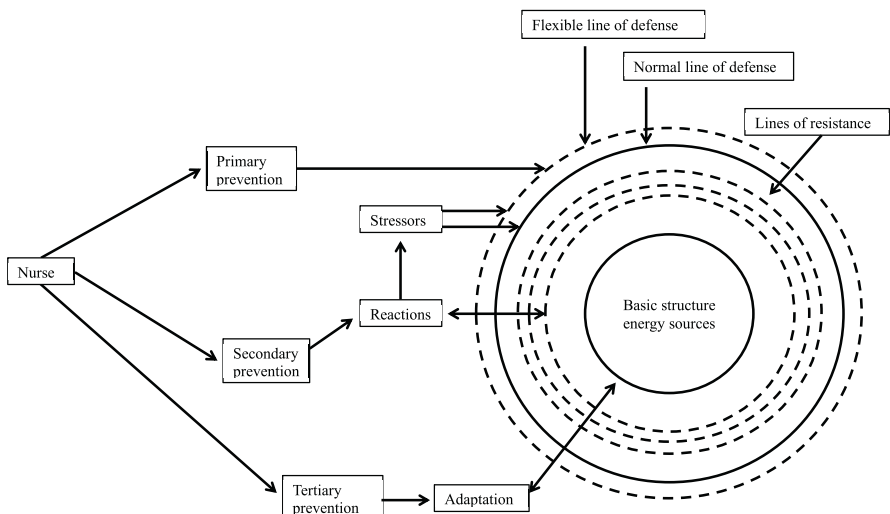 Flexible line of defense
Normal line of defense
Lines of resistance
Primary
prevention
Stressors
Nurse
Reactions
Basic structure
energy sources
Secondary
prevention
Tertiary
prevention
Adaptation